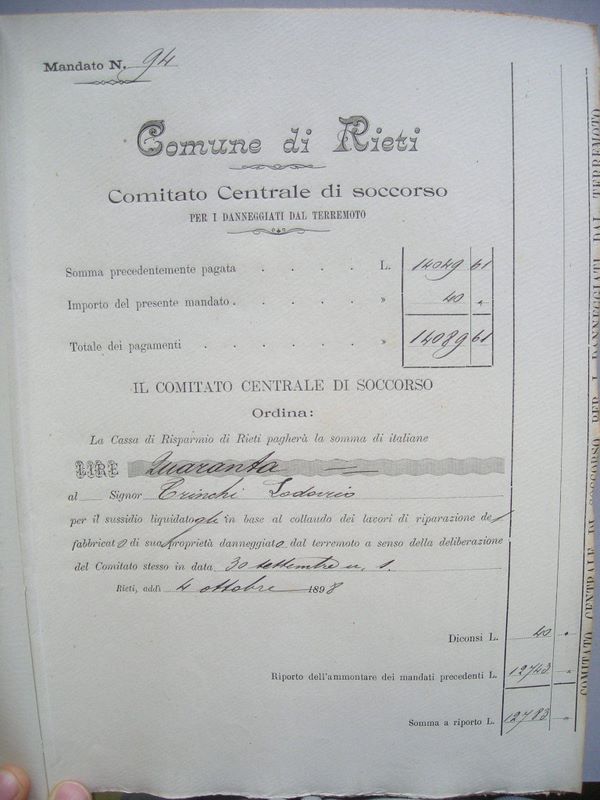 Mandato N. 94
Comune di Rieti
Comitato Centrale di soccorso
PER I DANNEGGIATI DAL TERREMOTO
Somma precedentemente pagata . . . . L. 14049 61
Importo del presente mandato . . . . » 40 „
Totale dei pagamenti . . . . . » 14089 61
IL COMITATO CENTRALE DI SOCCORSO
Ordina:
La Cassa di Risparmio di Rieti pagherà la somma di italiane
LIRE Quaranta
al Signor Trinchi Lodovico
per il sussidio liquidatogli in base al collaudo dei lavori di riparazione del
fabbricato di sua proprietà danneggiato dal terremoto a senso della deliberazione
del Comitato stesso in data 30 settembre u. s.
Rieti, addì 4 ottobre 1898
Diconsi L. 40 „
Riporto dell'ammontare dei mandati precedenti L. 12743 „
Somma a riporto L. 12783 „
COMITATO CENTRALE DI SOCCORSO PER I DANNEGGIATI DAL TERREMOTO